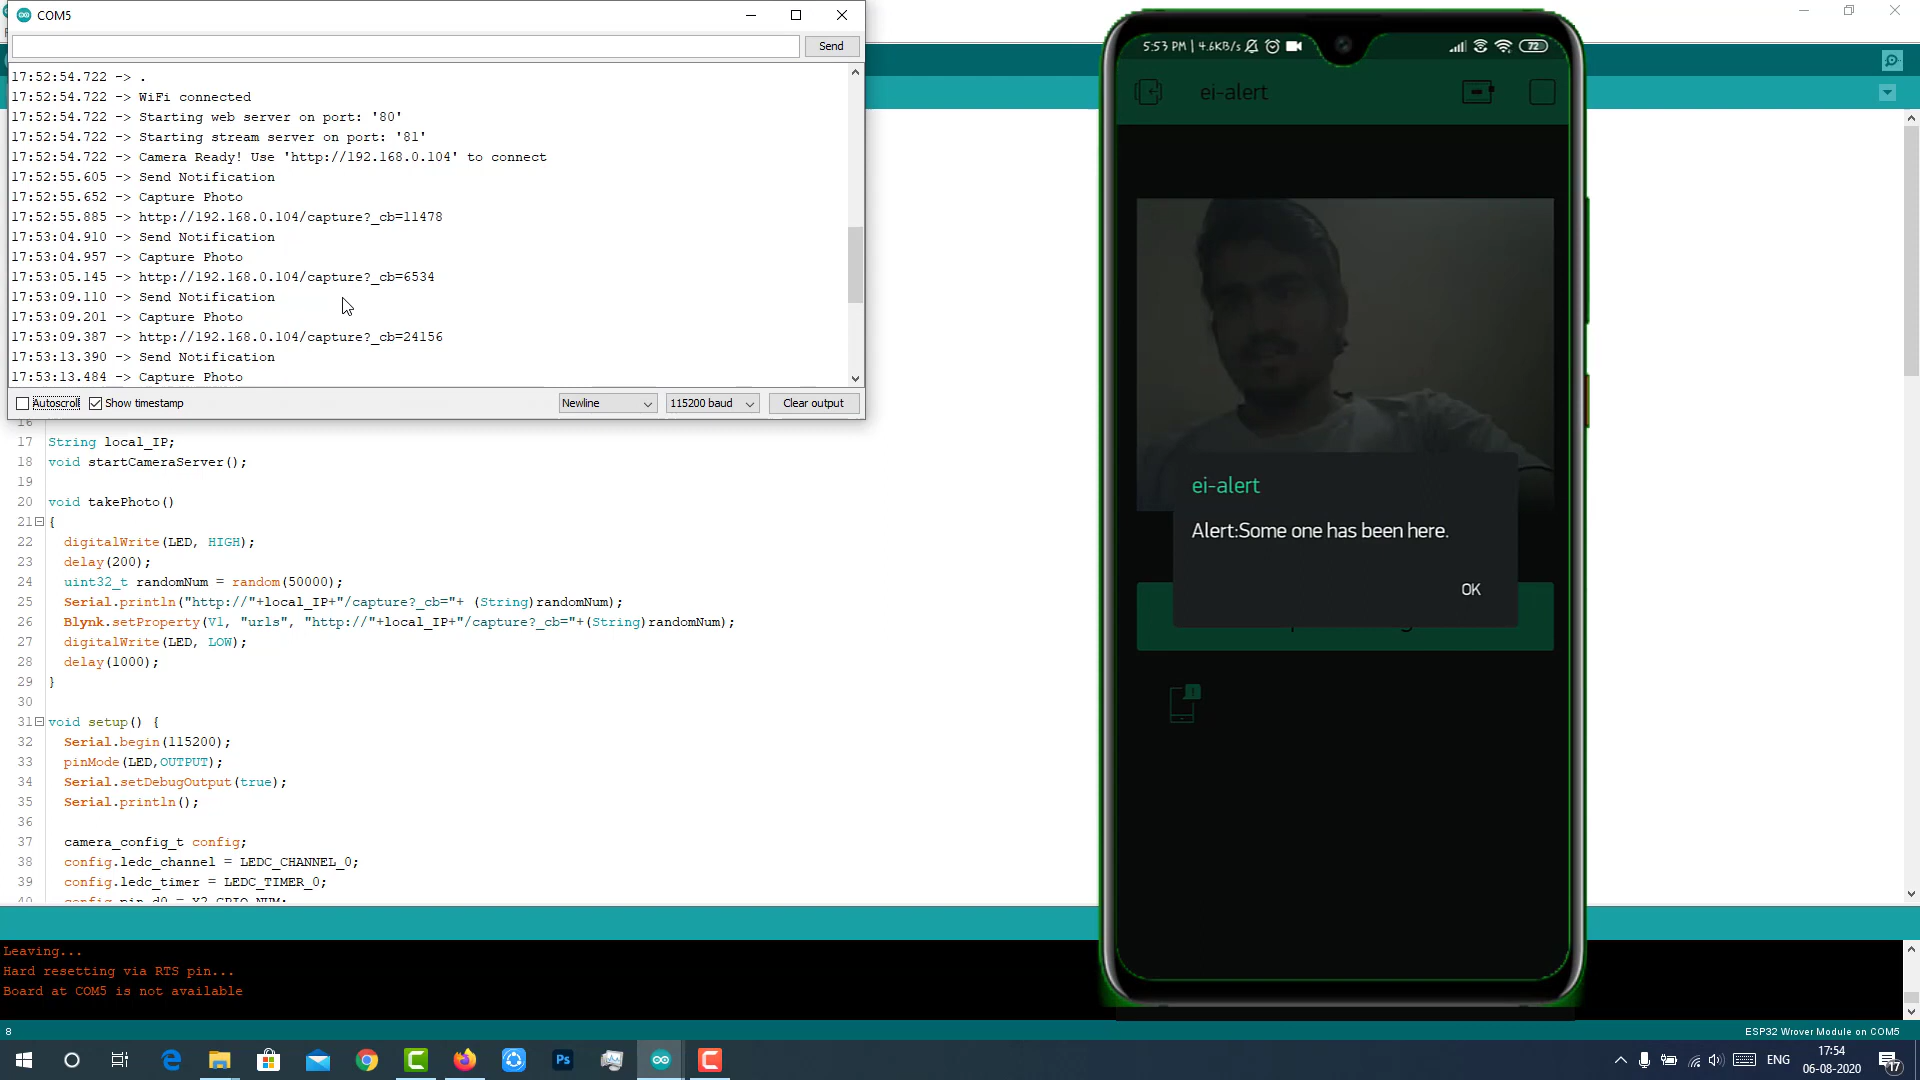 COM5
Send
17:52:54.722 -> .
17:52:54.722 -> WiFi connected
17:52:54.722 -> Starting web server on port: '80'
17:52:54.722 -> Starting stream server on port: '81'
17:52:54.722 -> Camera Ready! Use 'http://192.168.0.104' to connect
17:52:55.605 -> Send Notification
17:52:55.652 -> Capture Photo
17:52:55.885 -> http://192.168.0.104/capture?_cb=11478
17:53:04.910 -> Send Notification
17:53:04.957 -> Capture Photo
17:53:05.145 -> http://192.168.0.104/capture?_cb=6534
17:53:09.110 -> Send Notification
17:53:09.201 -> Capture Photo
17:53:09.387 -> http://192.168.0.104/capture?_cb=24156
17:53:13.390 -> Send Notification
17:53:13.484 -> Capture Photo
Autoscroll Show timestamp Newline 115200 baud Clear output
16
17 String local_IP;
18 void startCameraServer();
19
20 void takePhoto()
21 {
22 digitalWrite(LED, HIGH);
23 delay(200);
24 uint32_t randomNum = random(50000);
25 Serial.println("http://"+local_IP+"/capture?_cb="+ (String)randomNum);
26 Blynk.setProperty(V1, "urls", "http://"+local_IP+"/capture?_cb="+(String)randomNum);
27 digitalWrite(LED, LOW);
28 delay(1000);
29 }
30
31 void setup() {
32 Serial.begin(115200);
33 pinMode(LED,OUTPUT);
34 Serial.setDebugOutput(true);
35 Serial.println();
36
37 camera_config_t config;
38 config.ledc_channel = LEDC_CHANNEL_0;
39 config.ledc_timer = LEDC_TIMER_0;
40 config.pin_d0 = Y2_GPIO_NUM;
Leaving...
Hard resetting via RTS pin...
Board at COM5 is not available
8
ESP32 Wrover Module on COM5
5:53 PM | 4.6KB/s
72
ei-alert
ei-alert
Alert:Some one has been here.
OK
Ps
ENG
17:54
06-08-2020
17